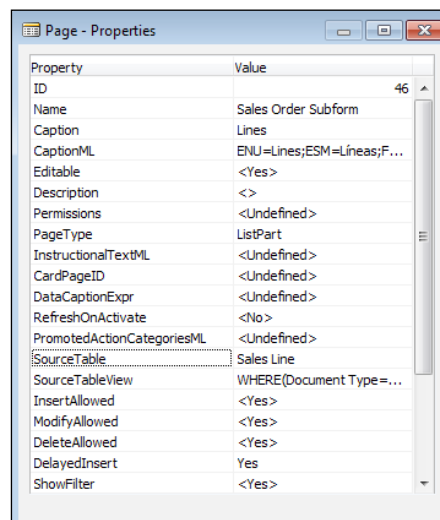 Page - Properties
Property Value
ID 46
Name Sales Order Subform
Caption Lines
CaptionML ENU=Lines;ESM=Líneas;F...
Editable <Yes>
Description <>
Permissions <Undefined>
PageType ListPart
InstructionalTextML <Undefined>
CardPageID <Undefined>
DataCaptionExpr <Undefined>
RefreshOnActivate <No>
PromotedActionCategoriesML <Undefined>
SourceTable Sales Line
SourceTableView WHERE(Document Type=...
InsertAllowed <Yes>
ModifyAllowed <Yes>
DeleteAllowed <Yes>
DelayedInsert Yes
ShowFilter <Yes>